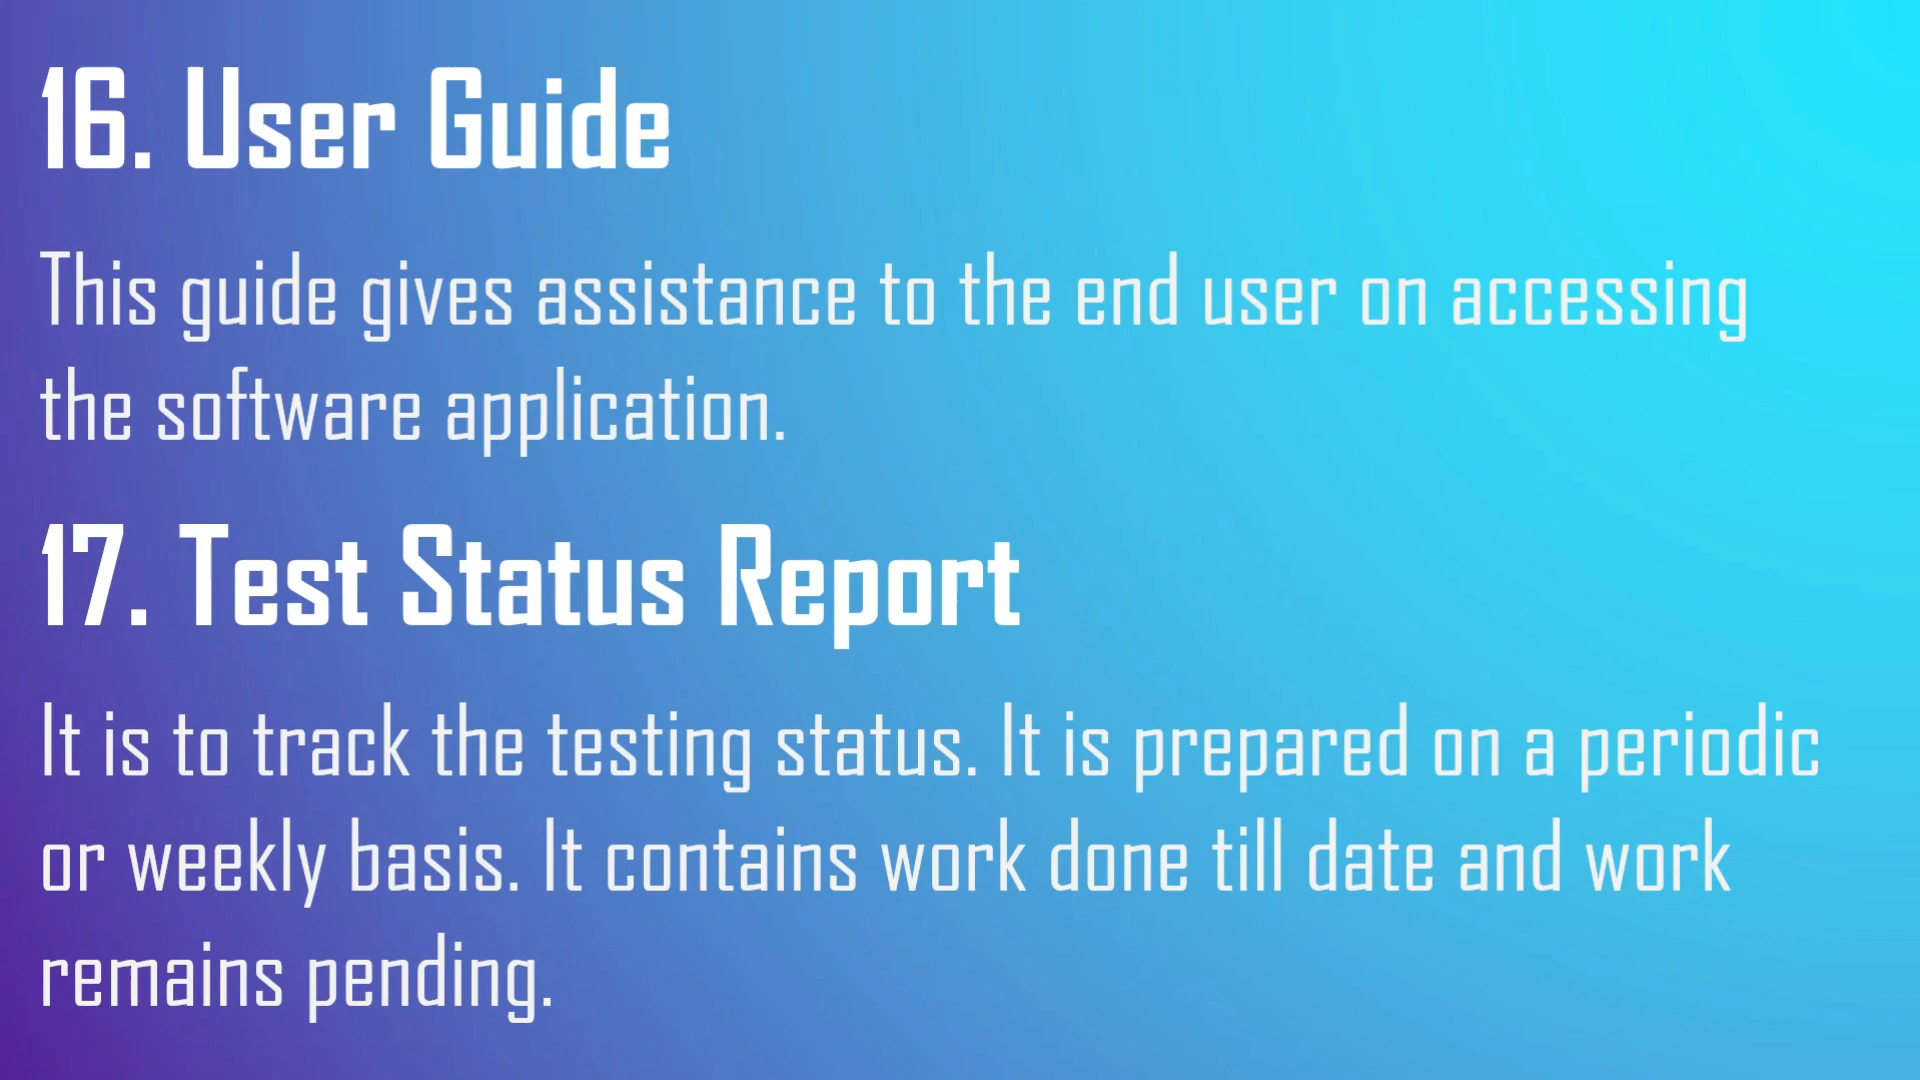 16. User Guide
This guide gives assistance to the end user on accessing
the software application.
17. Test Status Report
It is to track the testing status. It is prepared on a periodic
or weekly basis. It contains work done till date and work
remains pending.